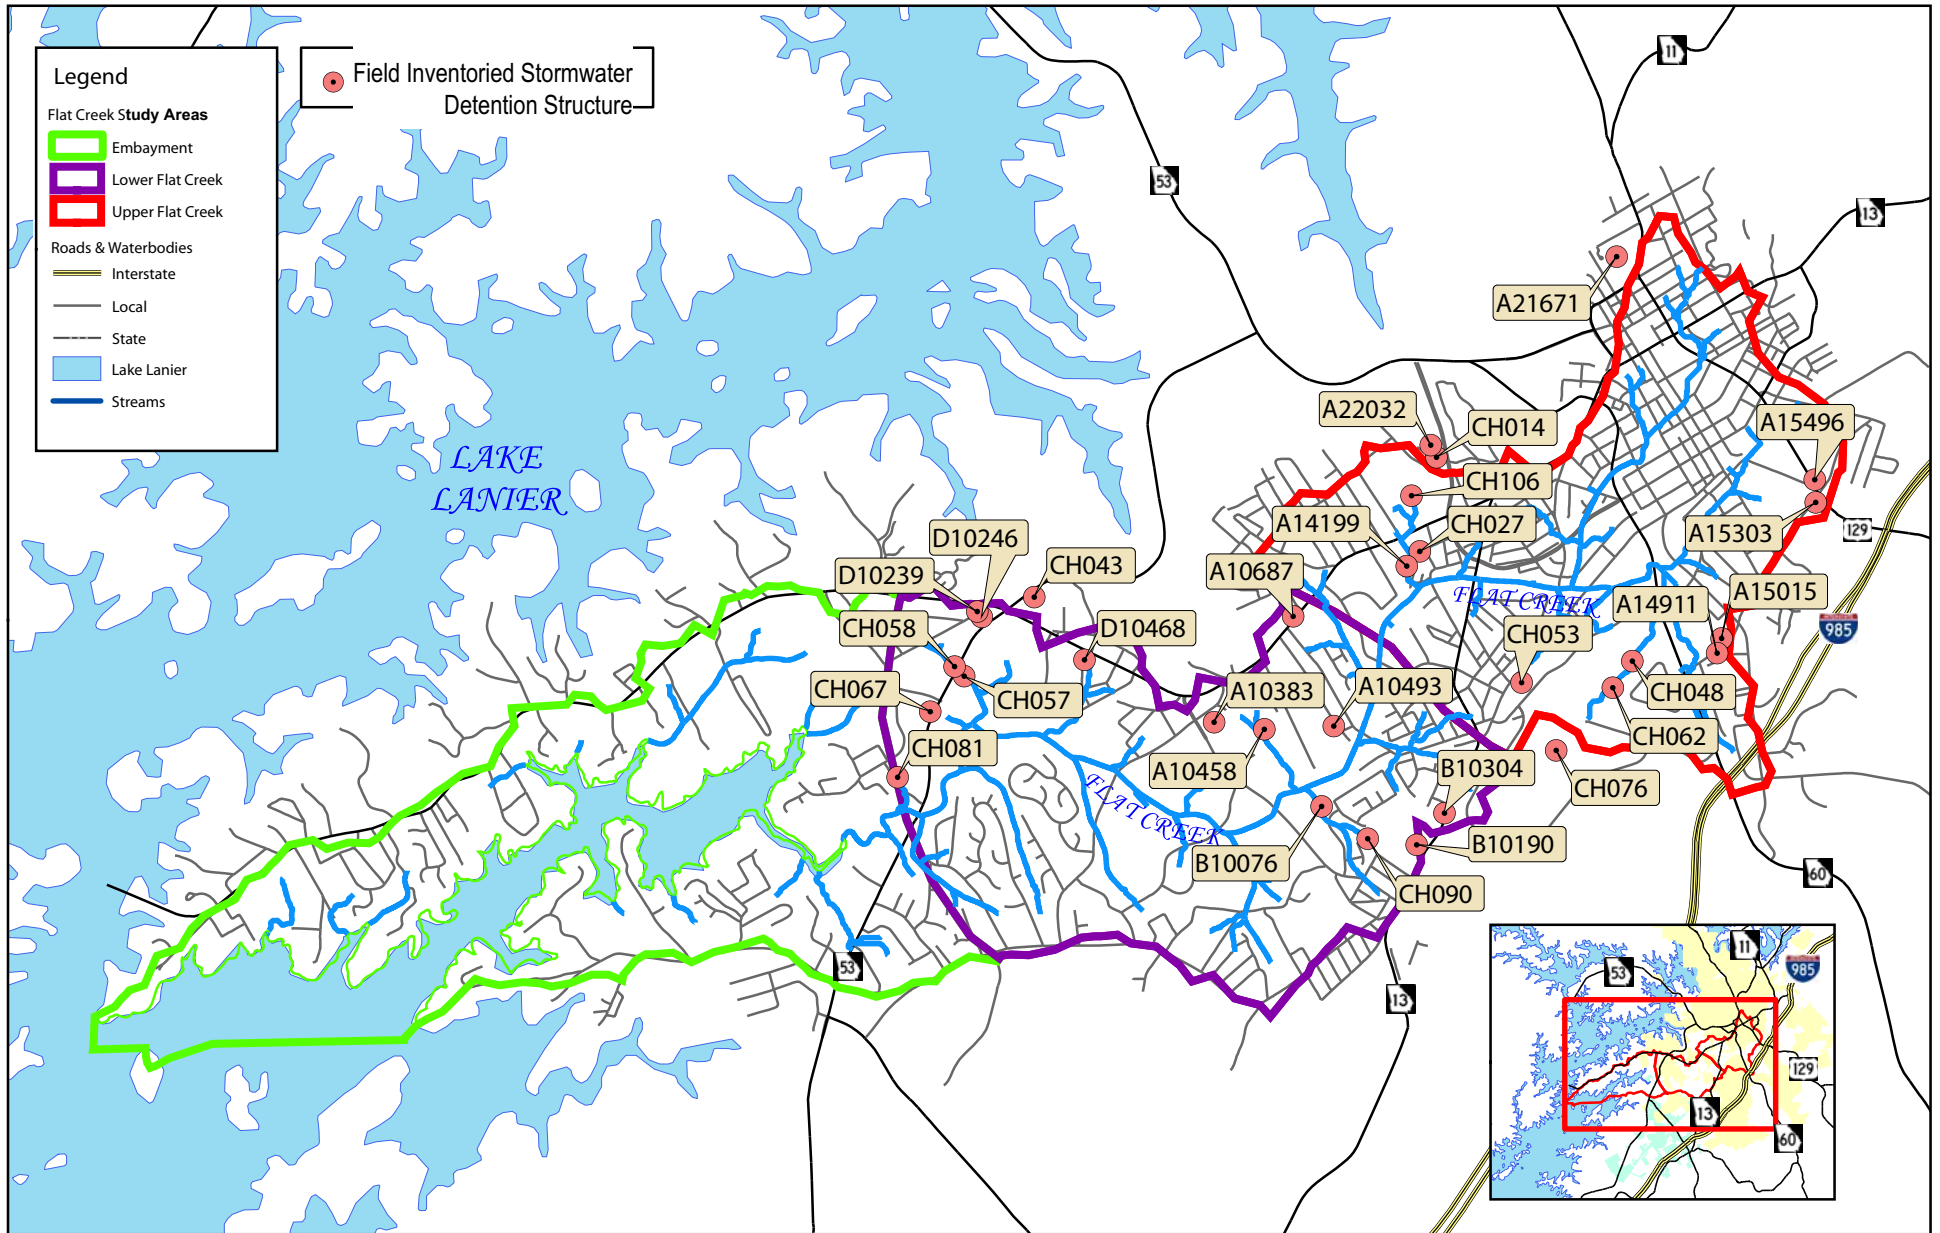 Legend
Flat Creek Study Areas
Embayment
Lower Flat Creek
Upper Flat Creek
Roads & Waterbodies
Interstate
Local
State
Lake Lanier
Streams
Field Inventoried Stormwater
Detention Structure
11
53
13
A21671
A22032
CH014
A15496
CH106
A14199
CH027
A15303
129
D10246
D10239
CH043
A10687
A15015
A14911
FLAT CREEK
985
CH058
D10468
CH053
CH067
CH057
A10383
A10493
CH048
CH062
CH081
A10458
B10304
CH076
FLAT CREEK
B10076
B10190
CH090
60
LAKE
LANIER
53
13
11
53
985
129
13
60